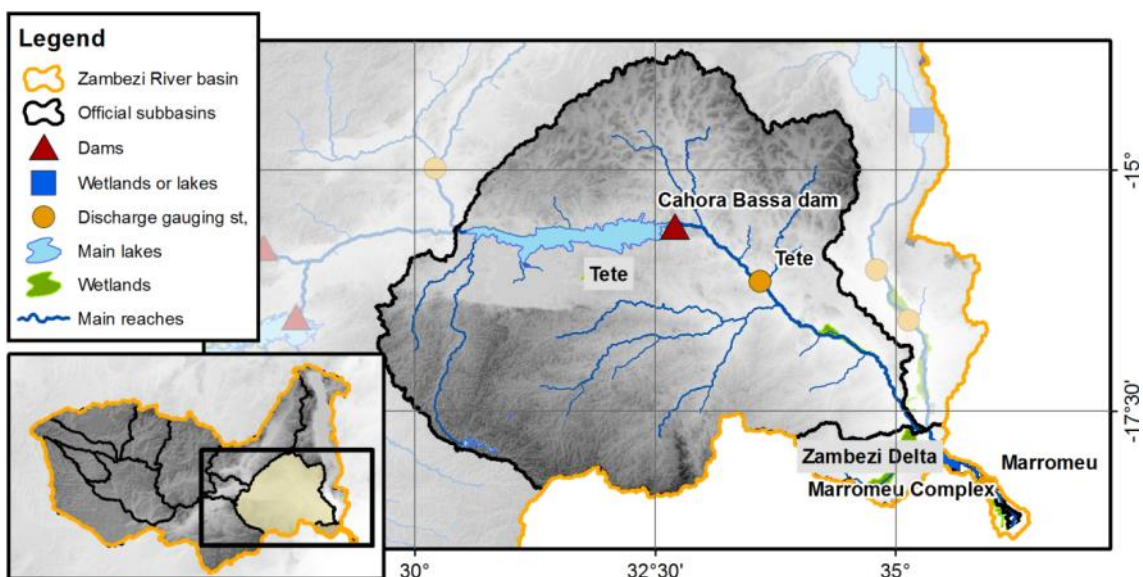 Legend
Zambezi River basin
Official subbasins
Dams
Wetlands or lakes
Discharge gauging st,
Main lakes
Wetlands
Main reaches
-15°
Cahora Bassa dam
Tete
Tete
-17°30
Zambezi Delta
Marromeu
Marromeu Complex
30°
32°30'
35°